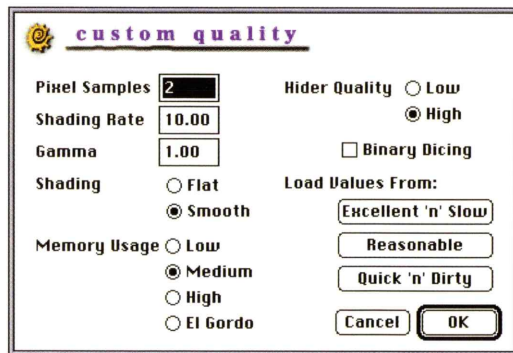 custom quality
Pixel Samples 2
Shading Rate 10.00
Gamma 1.00
Shading
Flat
Smooth
Memory Usage
Low
Medium
High
El Gordo
Hider Quality
Low
High
Binary Dicing
Load Values From:
Excellent 'n' Slow
Reasonable
Quick 'n' Dirty
Cancel
OK